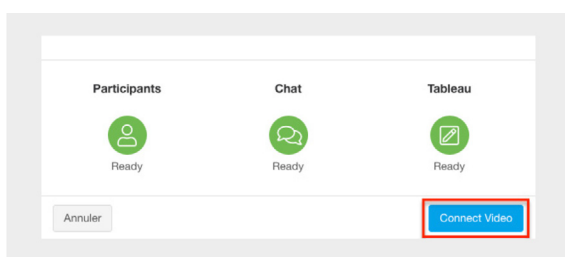 Participants Chat Tableau
Ready Ready Ready
Annuler Connect Video